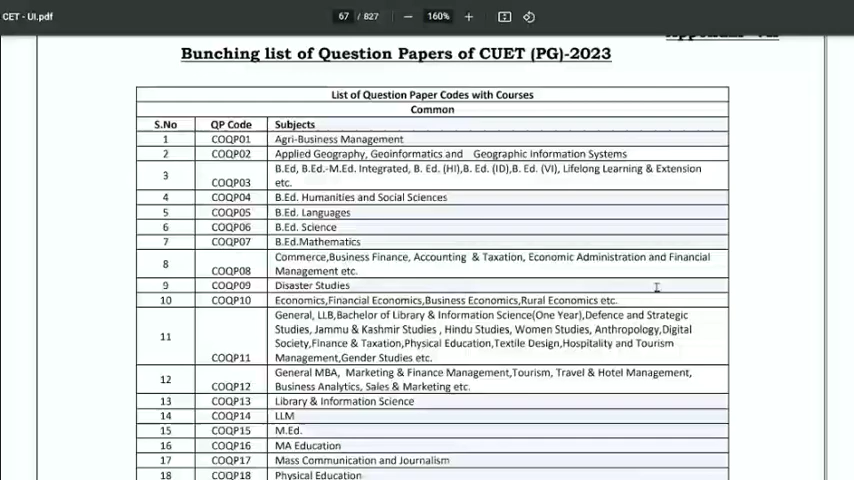 CET - UI.pdf
67 / 827
160%
Bunching list of Question Papers of CUET (PG)-2023
List of Question Paper Codes with Courses
Common
S.No QP Code Subjects
1 COQP01 Agri-Business Management
2 COQP02 Applied Geography, Geoinformatics and Geographic Information Systems
3 COQP03 B.Ed, B.Ed.-M.Ed. Integrated, B. Ed. (HI),B. Ed. (ID),B. Ed. (VI), Lifelong Learning & Extension
etc.
4 COQP04 B.Ed. Humanities and Social Sciences
5 COQP05 B.Ed. Languages
6 COQP06 B.Ed. Science
7 COQP07 B.Ed.Mathematics
8 COQP08 Commerce,Business Finance, Accounting & Taxation, Economic Administration and Financial
Management etc.
9 COQP09 Disaster Studies
10 COQP10 Economics,Financial Economics,Business Economics,Rural Economics etc.
11 COQP11 General, LLB,Bachelor of Library & Information Science(One Year),Defence and Strategic
Studies, Jammu & Kashmir Studies , Hindu Studies, Women Studies, Anthropology,Digital
Society,Finance & Taxation,Physical Education,Textile Design,Hospitality and Tourism
Management,Gender Studies etc.
12 COQP12 General MBA, Marketing & Finance Management,Tourism, Travel & Hotel Management,
Business Analytics, Sales & Marketing etc.
13 COQP13 Library & Information Science
14 COQP14 LLM
15 COQP15 M.Ed.
16 COQP16 MA Education
17 COQP17 Mass Communication and Journalism
18 COQP18 Physical Education